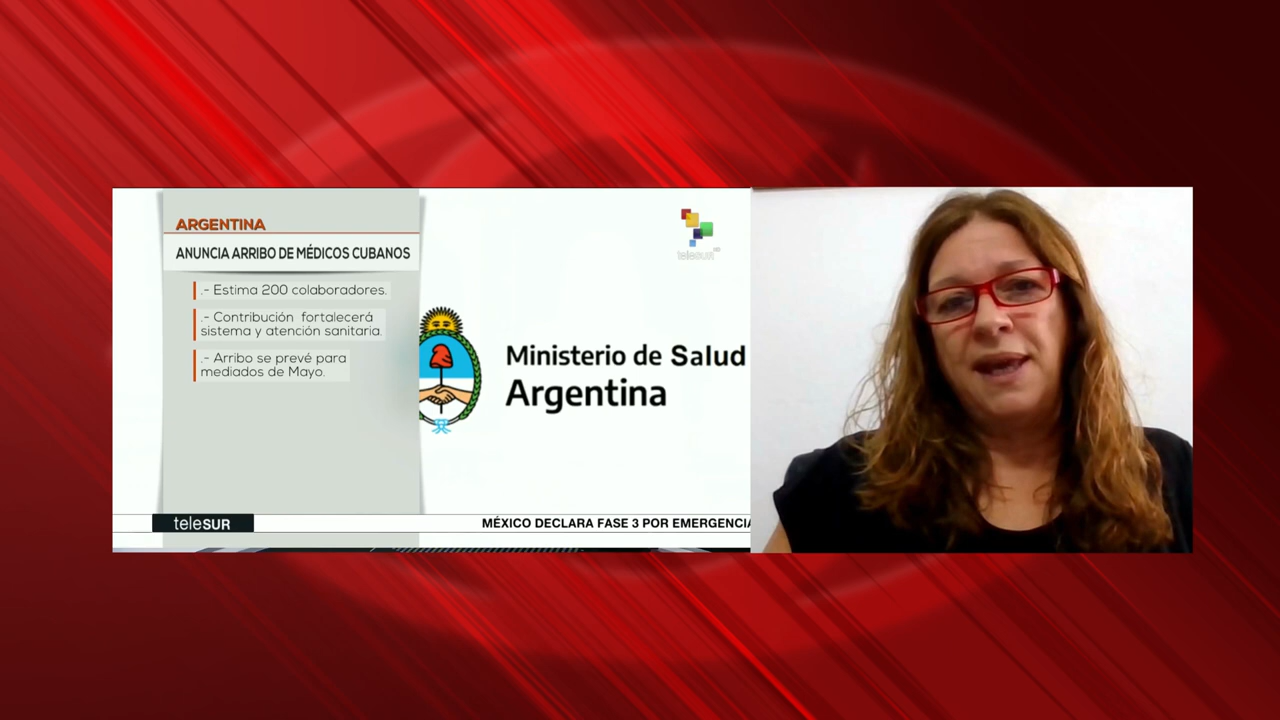 ARGENTINA
ANUNCIA ARRIBO DE MÉDICOS CUBANOS
.- Estima 200 colaboradores.
.- Contribución fortalecerá
sistema y atención sanitaria.
.- Arribo se prevé para
mediados de Mayo.
teleSUR HD
Ministerio de Salud
Argentina
teleSUR
MÉXICO DECLARA FASE 3 POR EMERGENCIA